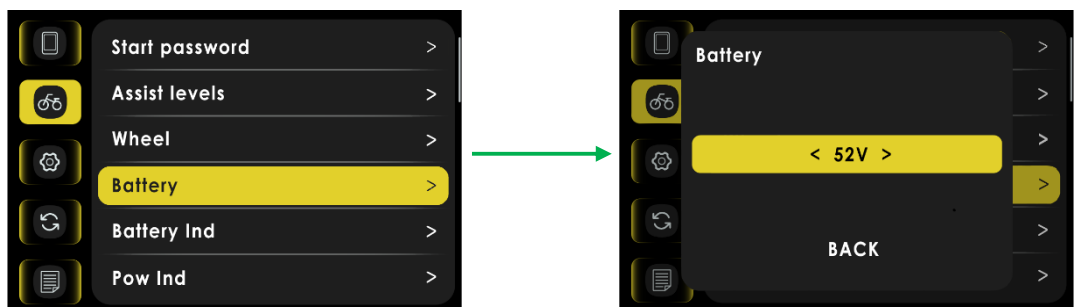 Start password >
Assist levels >
Wheel >
Battery >
Battery Ind >
Pow Ind >
Battery
< 52V >
BACK
>
>
>
>
>
>